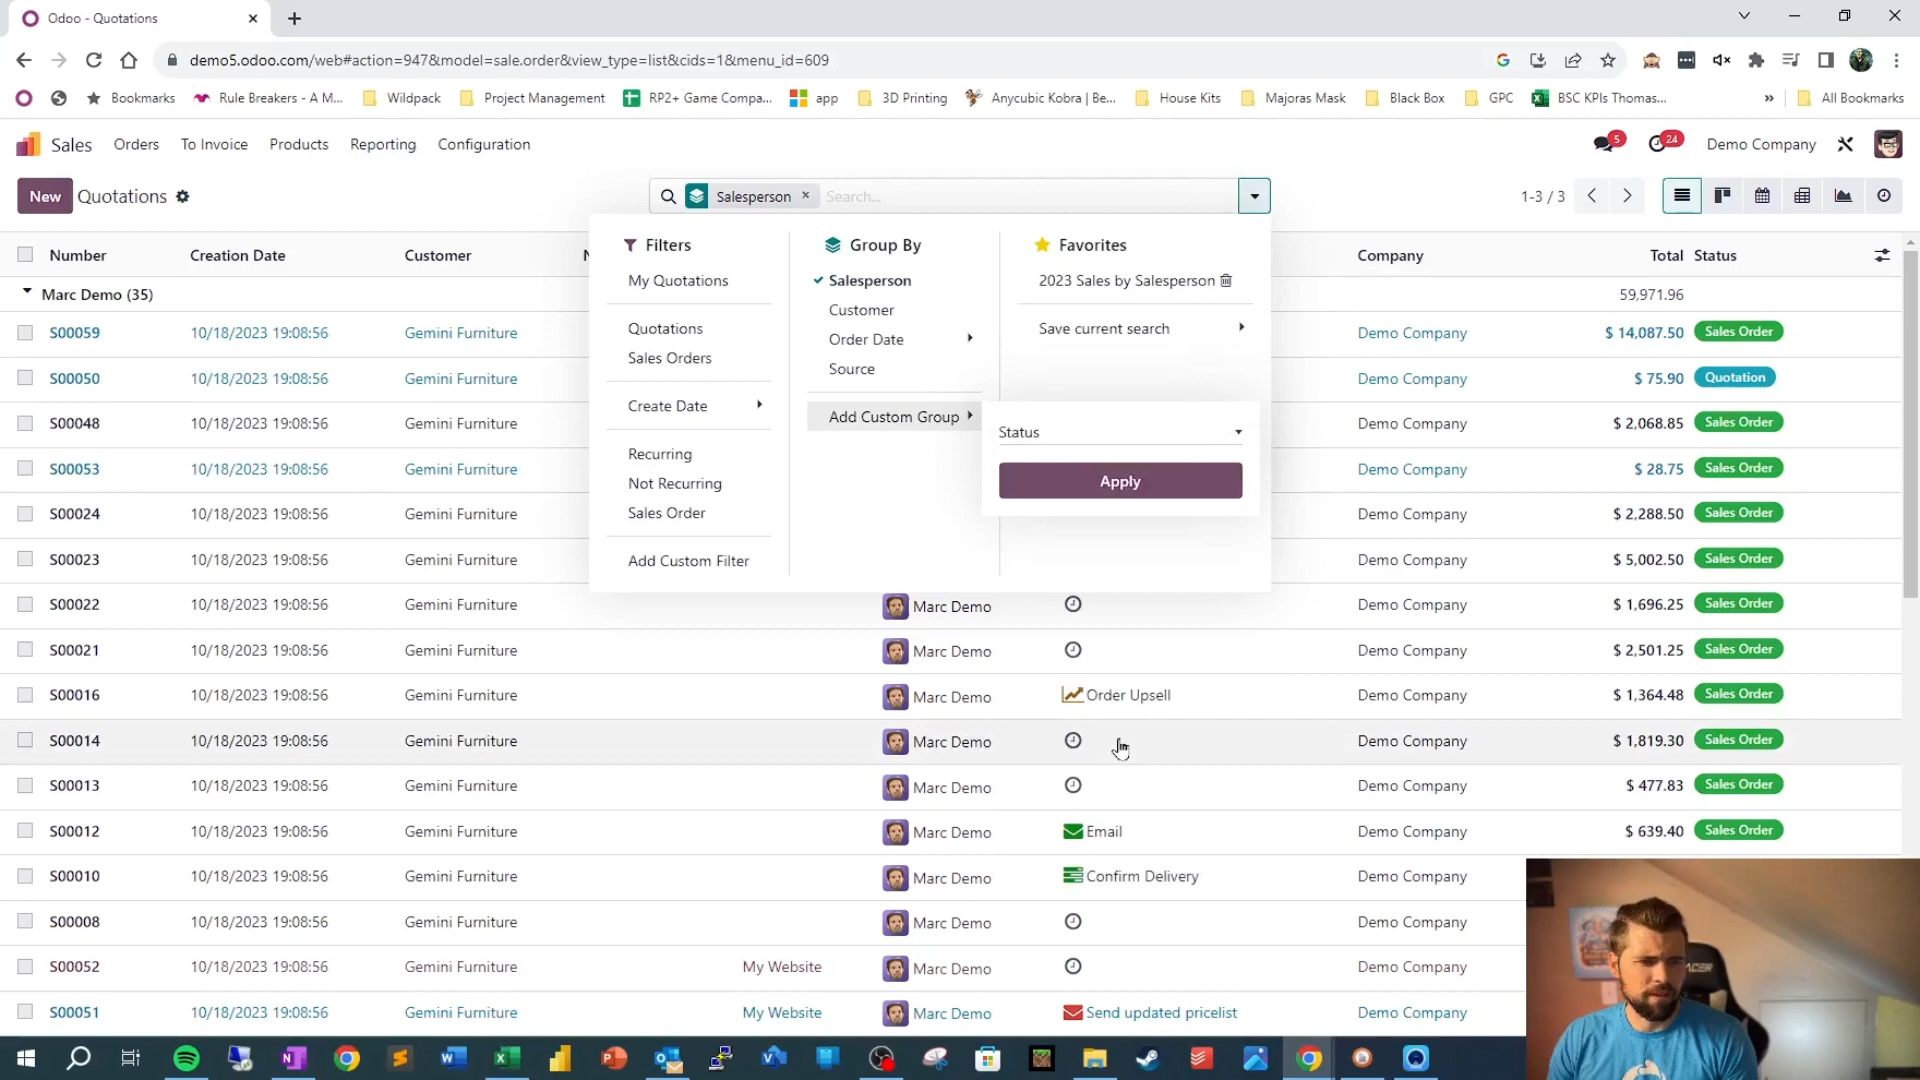 Odoo - Quotations
demo5.odoo.com/web#action=947&model=sale.order&view_type=list&cids=1&menu_id=609
Bookmarks Rule Breakers - A M... Wildpack Project Management RP2+ Game Compa... app 3D Printing Anycubic Kobra | Be... House Kits Majoras Mask Black Box GPC BSC KPIs Thomas... » All Bookmarks
Sales Orders To Invoice Products Reporting Configuration 5 24 Demo Company
New Quotations Salesperson × Search... 1-3 / 3
Filters
My Quotations
Quotations
Sales Orders
Create Date
Recurring
Not Recurring
Sales Order
Add Custom Filter
Group By
Salesperson
Customer
Order Date
Source
Add Custom Group
Status
Apply
Favorites
2023 Sales by Salesperson
Save current search
Number Creation Date Customer Company Total Status
Marc Demo (35) 59,971.96
S00059 10/18/2023 19:08:56 Gemini Furniture Demo Company $ 14,087.50 Sales Order
S00050 10/18/2023 19:08:56 Gemini Furniture Demo Company $ 75.90 Quotation
S00048 10/18/2023 19:08:56 Gemini Furniture Demo Company $ 2,068.85 Sales Order
S00053 10/18/2023 19:08:56 Gemini Furniture Demo Company $ 28.75 Sales Order
S00024 10/18/2023 19:08:56 Gemini Furniture Demo Company $ 2,288.50 Sales Order
S00023 10/18/2023 19:08:56 Gemini Furniture Demo Company $ 5,002.50 Sales Order
S00022 10/18/2023 19:08:56 Gemini Furniture Marc Demo Demo Company $ 1,696.25 Sales Order
S00021 10/18/2023 19:08:56 Gemini Furniture Marc Demo Demo Company $ 2,501.25 Sales Order
S00016 10/18/2023 19:08:56 Gemini Furniture Marc Demo Order Upsell Demo Company $ 1,364.48 Sales Order
S00014 10/18/2023 19:08:56 Gemini Furniture Marc Demo Demo Company $ 1,819.30 Sales Order
S00013 10/18/2023 19:08:56 Gemini Furniture Marc Demo Demo Company $ 477.83 Sales Order
S00012 10/18/2023 19:08:56 Gemini Furniture Marc Demo Email Demo Company $ 639.40 Sales Order
S00010 10/18/2023 19:08:56 Gemini Furniture Marc Demo Confirm Delivery Demo Company
S00008 10/18/2023 19:08:56 Gemini Furniture Marc Demo Demo Company
S00052 10/18/2023 19:08:56 Gemini Furniture My Website Marc Demo Demo Company
S00051 10/18/2023 19:08:56 Gemini Furniture My Website Marc Demo Send updated pricelist Demo Company